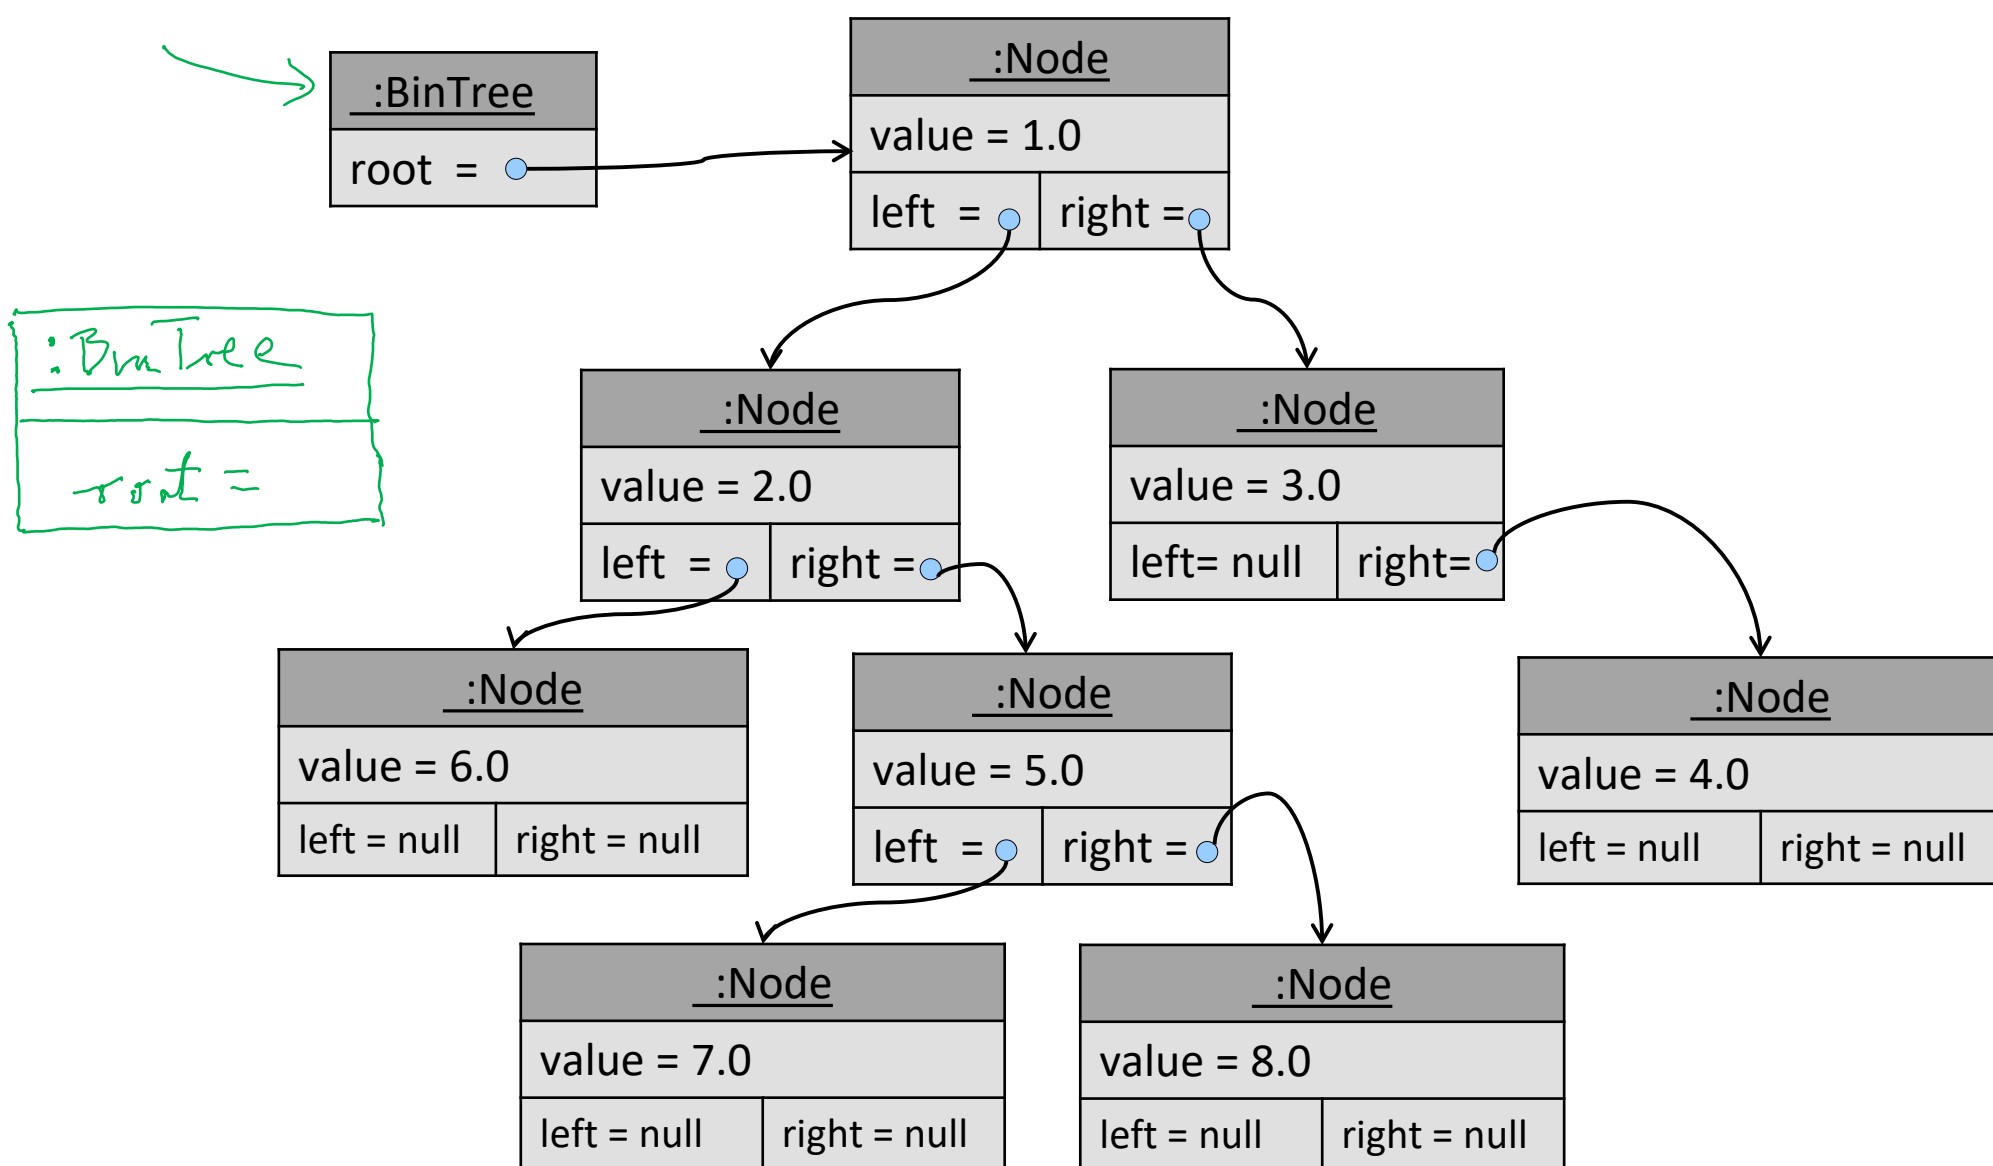 :BinTree
root =
:Node
value = 1.0
left =
right =
:BinTree
root =
:Node
value = 2.0
left =
right =
:Node
value = 3.0
left= null
right=
:Node
value = 6.0
left = null
right = null
:Node
value = 5.0
left =
right =
:Node
value = 4.0
left = null
right = null
:Node
value = 7.0
left = null
right = null
:Node
value = 8.0
left = null
right = null